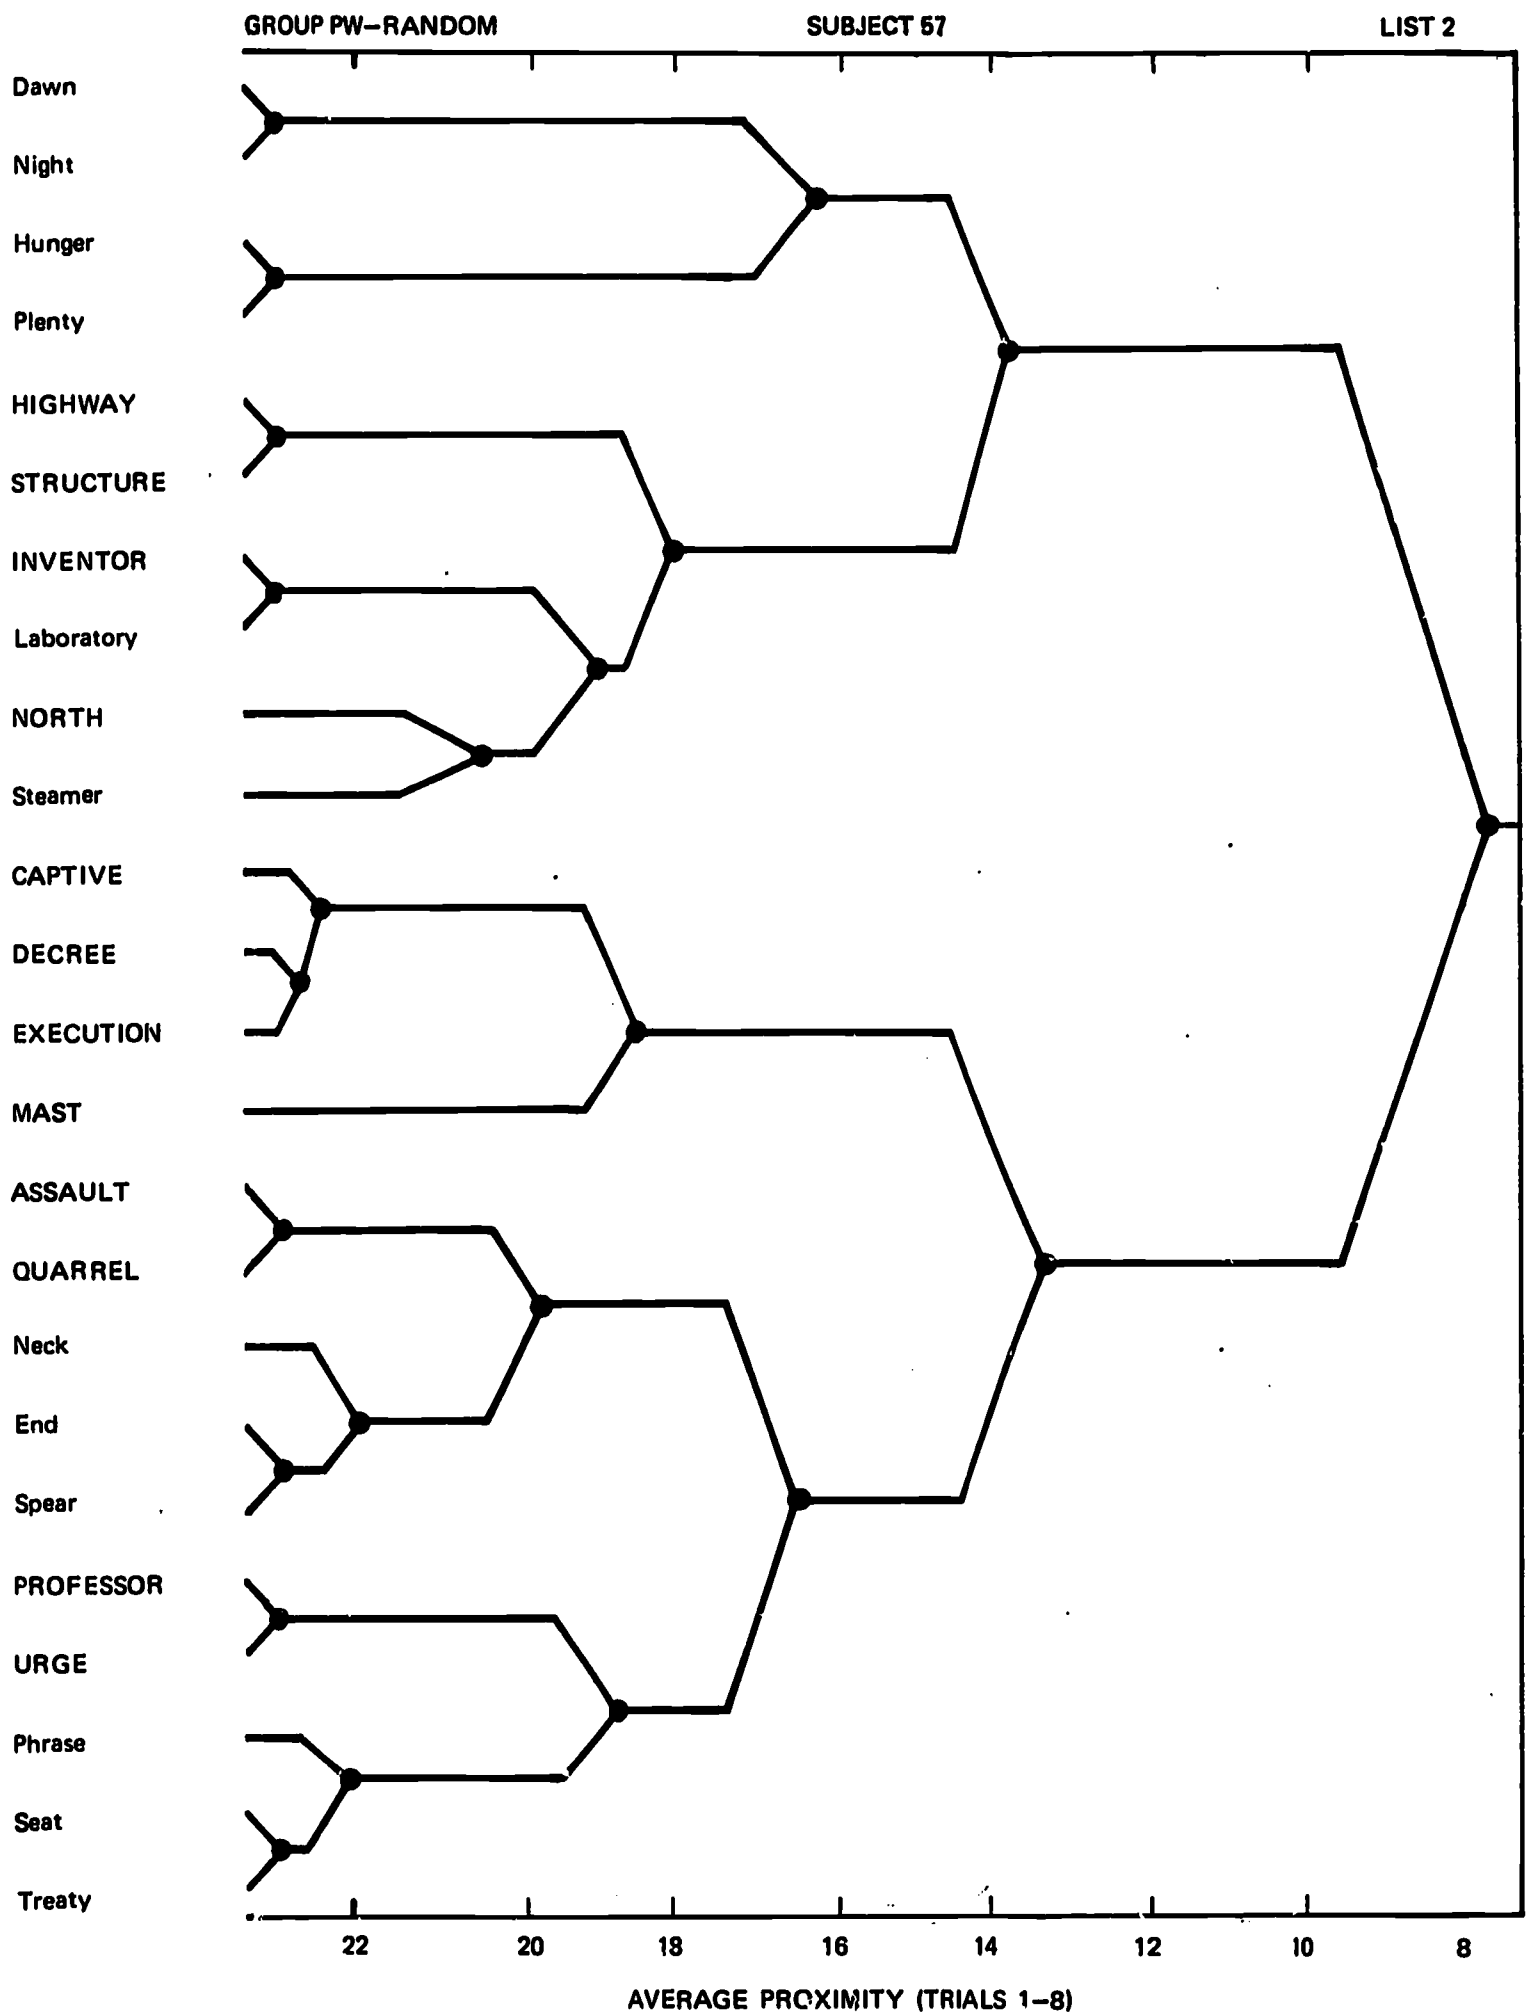 GROUP PW–RANDOM SUBJECT 57 LIST 2
Dawn
Night
Hunger
Plenty
HIGHWAY
STRUCTURE
INVENTOR
Laboratory
NORTH
Steamer
CAPTIVE
DECREE
EXECUTION
MAST
ASSAULT
QUARREL
Neck
End
Spear
PROFESSOR
URGE
Phrase
Seat
Treaty
22 20 18 16 14 12 10 8
AVERAGE PROXIMITY (TRIALS 1–8)